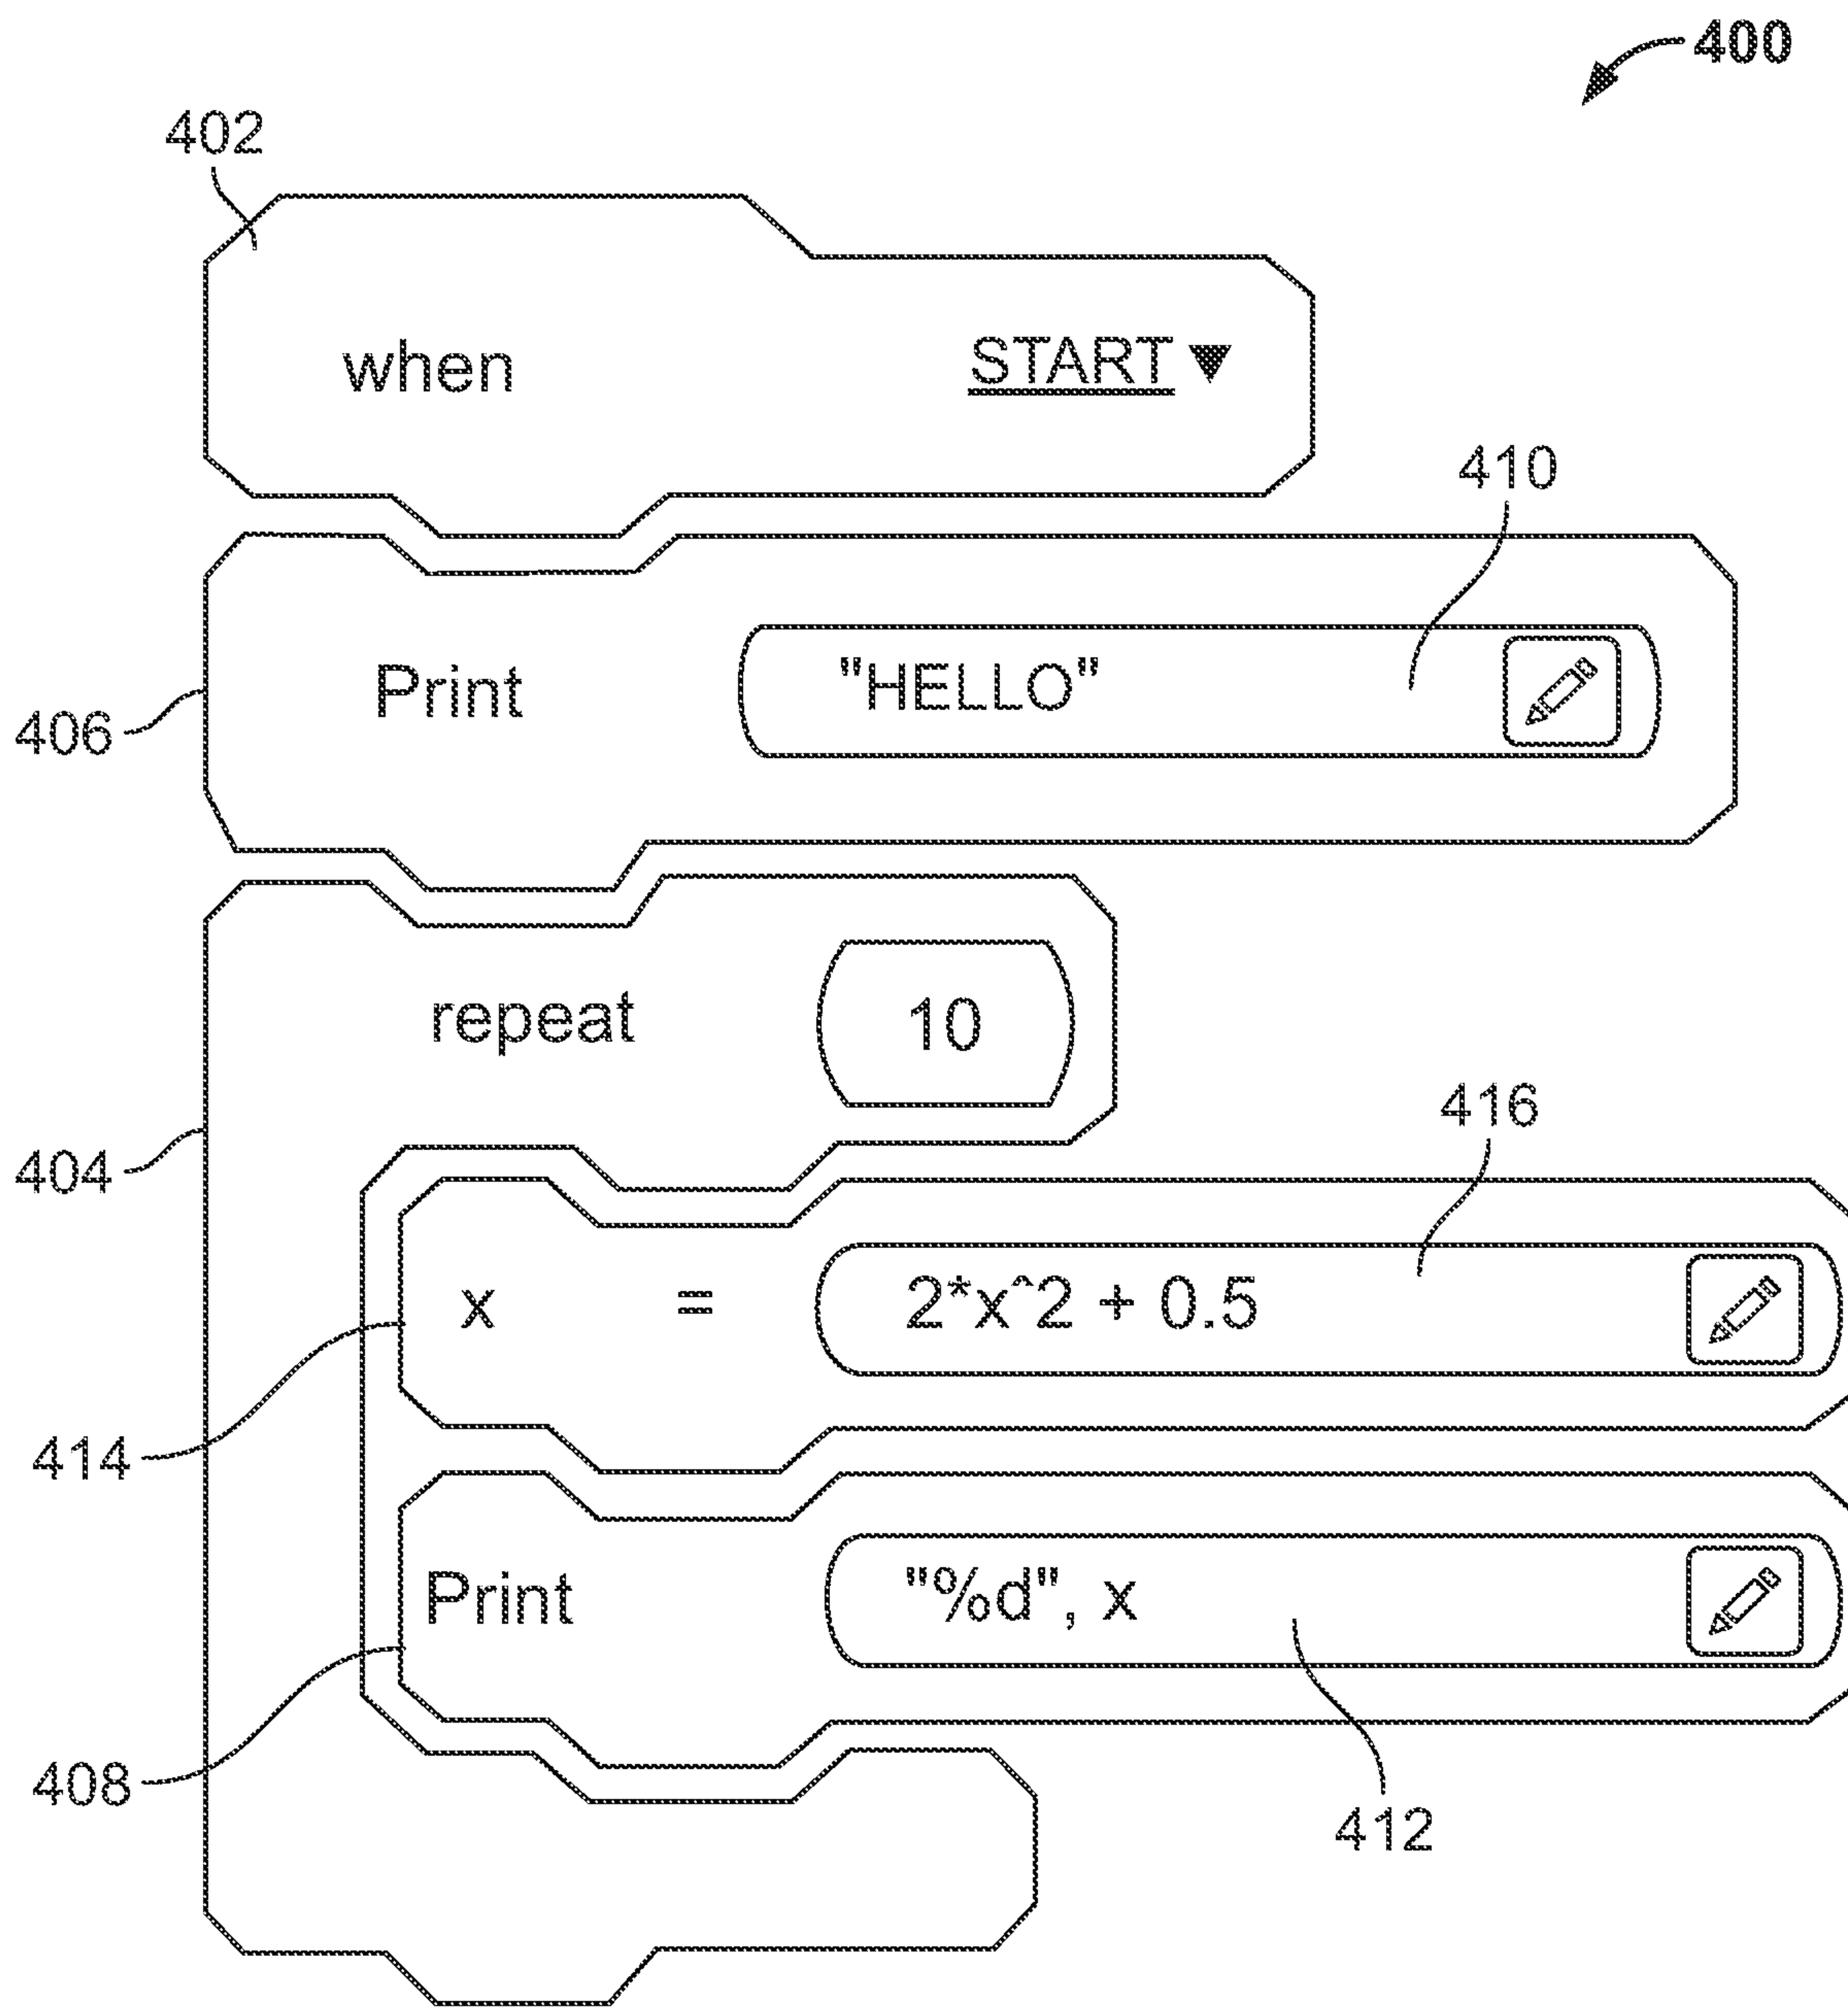 400
402
when START ▼
410
406 Print "HELLO"
repeat 10
404
416
x = 2*x^2 + 0.5
414
Print "%d", x
408
412